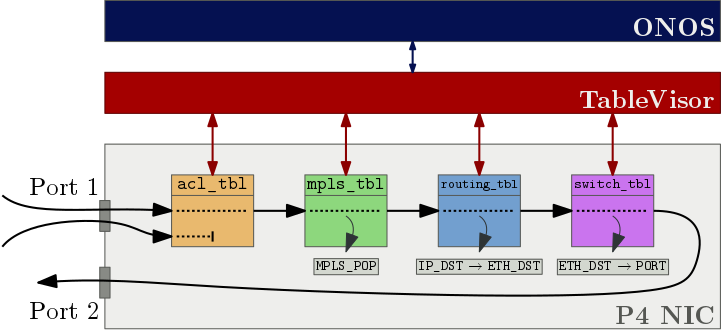 ONOS
TableVisor
Port 1
acl_tbl
mpls_tbl
routing_tbl
switch_tbl
MPLS_POP
IP_DST → ETH_DST
ETH_DST → PORT
Port 2
P4 NIC